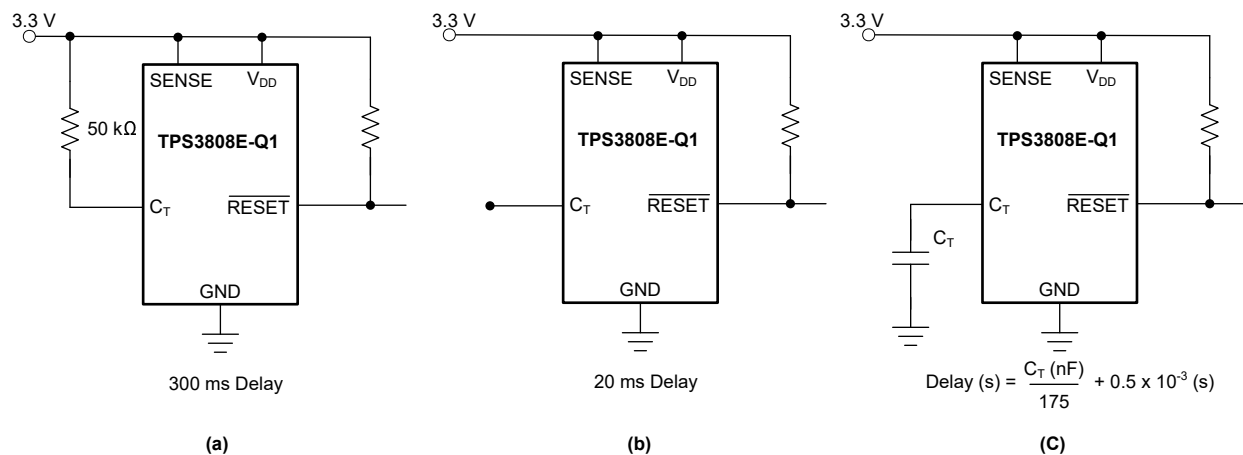 3.3 V
SENSE
V_DD
50 kΩ
TPS3808E-Q1
C_T
RESET
GND
300 ms Delay
(a)
3.3 V
SENSE
V_DD
TPS3808E-Q1
C_T
RESET
GND
20 ms Delay
(b)
3.3 V
SENSE
V_DD
TPS3808E-Q1
C_T
RESET
C_T
GND
Delay (s) = C_T (nF) / 175 + 0.5 x 10^-3 (s)
(C)